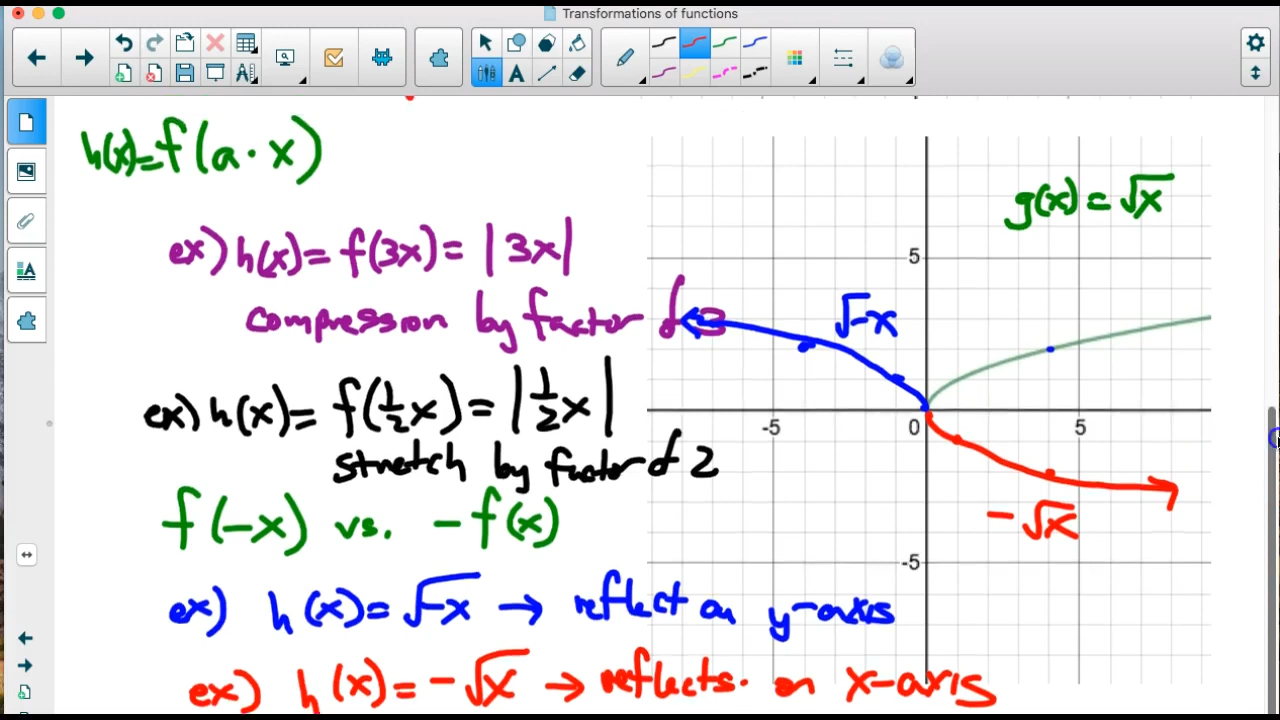 Transformations of functions
h(x)=f(a·x)
g(x)=√x
ex) h(x)=f(3x)=|3x|
5
compression by factor of 3
√-x
ex) h(x)=f(½x)=|½x|
-5 0 5
stretch by factor of 2
f(-x) vs. -f(x)
-√x
-5
ex) h(x)=√-x → reflect on y-axis
ex) h(x)=-√x → reflects. on x-axis